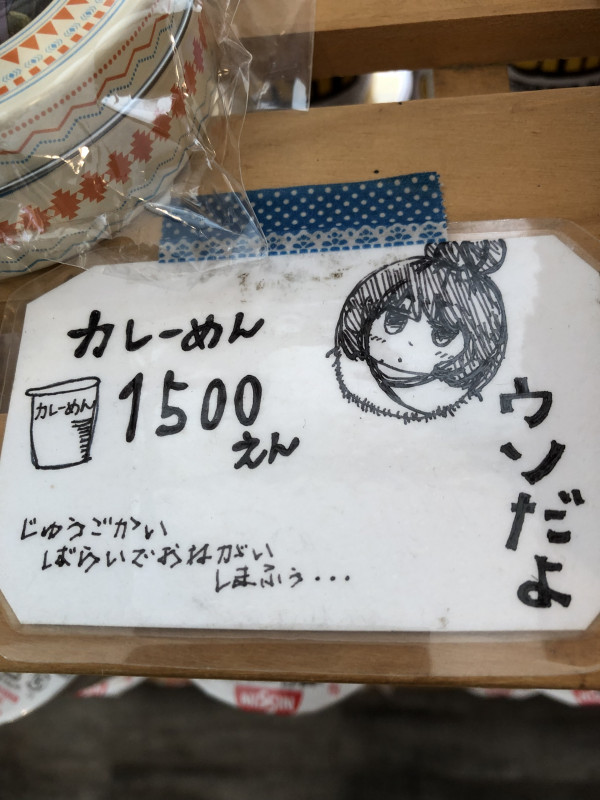 カレーめん
カレーめん
1500
えん
じゅうごかい
ばらいでおねがい
しまふぅ・・・
ウソだよ
NISSIN